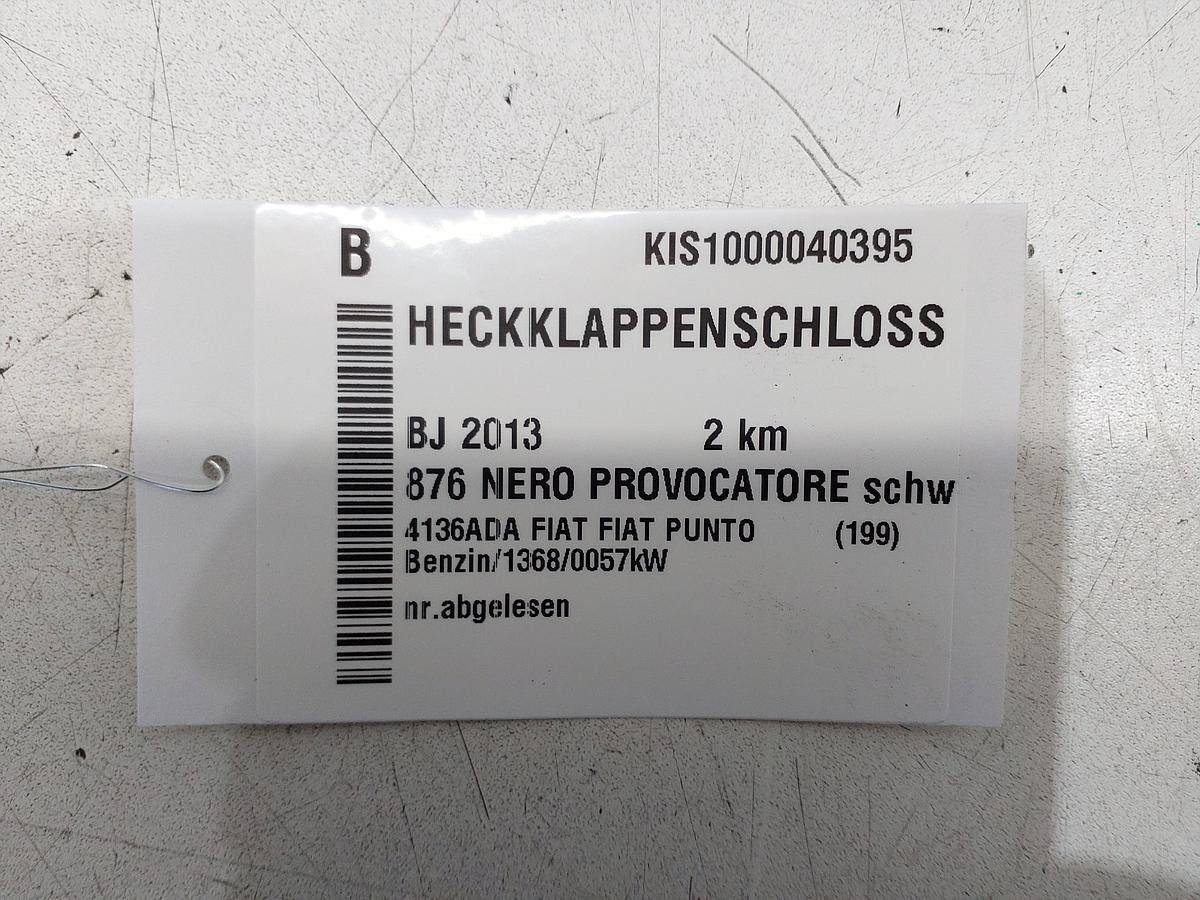 B KIS1000040395
HECKKLAPPENSCHLOSS
BJ 2013 2 km
876 NERO PROVOCATORE schw
4136ADA FIAT FIAT PUNTO (199)
Benzin/1368/0057kW
nr.abgelesen